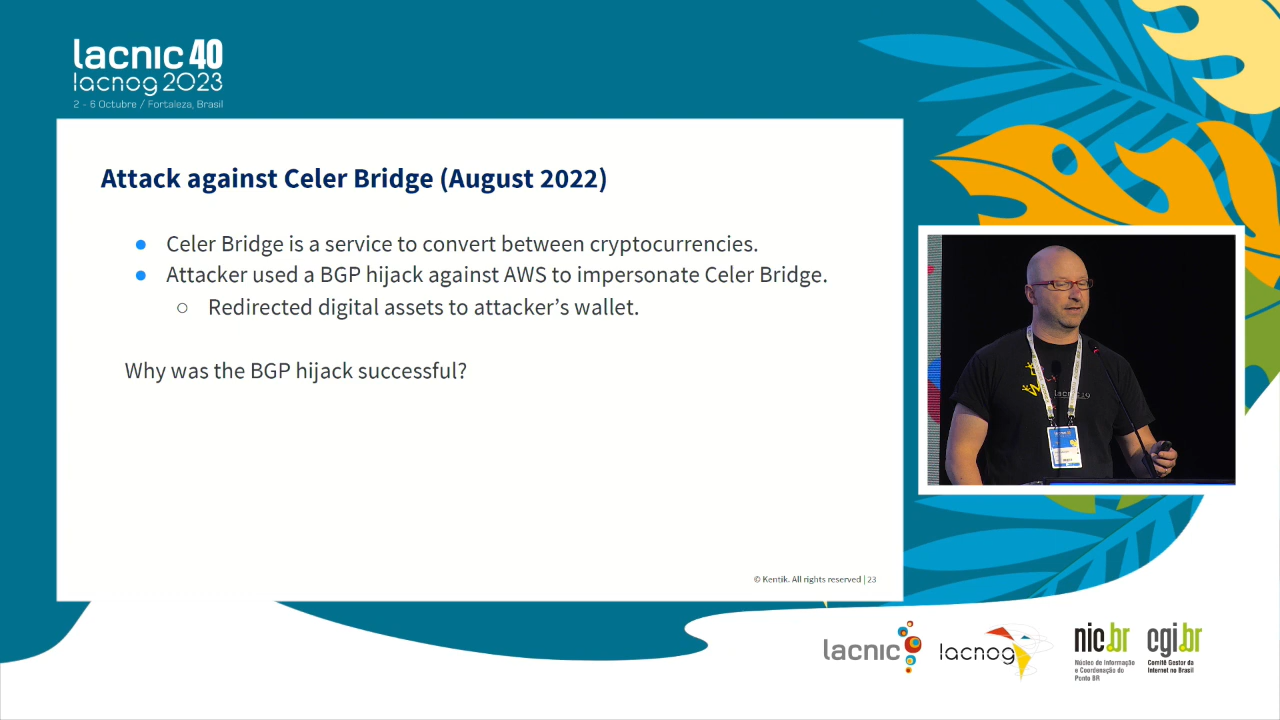 lacnic 40
lacnog 2023
2 - 6 Octubre / Fortaleza, Brasil
Attack against Celer Bridge (August 2022)
● Celer Bridge is a service to convert between cryptocurrencies.
● Attacker used a BGP hijack against AWS to impersonate Celer Bridge.
○ Redirected digital assets to attacker's wallet.
Why was the BGP hijack successful?
© Kentik. All rights reserved | 23
lacnic
lacnog
nic.br
Núcleo de Informação
e Coordenação do
Ponto BR
cgi.br
Comitê Gestor da
Internet no Brasil